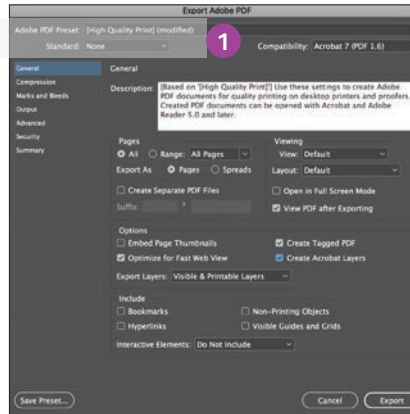 Export Adobe PDF
Adobe PDF Preset: [High Quality Print] (modified)
Standard: None
1
Compatibility: Acrobat 7 (PDF 1.6)
General
Compression
Marks and Bleeds
Output
Advanced
Security
Summary
General
Description: [Based on '[High Quality Print]'] Use these settings to create Adobe
PDF documents for quality printing on desktop printers and proofers.
Created PDF documents can be opened with Acrobat and Adobe
Reader 5.0 and later.
Pages
All Range: All Pages
Export As Pages Spreads
Create Separate PDF Files
Suffix:
Viewing
View: Default
Layout: Default
Open in Full Screen Mode
View PDF after Exporting
Options
Embed Page Thumbnails Create Tagged PDF
Optimize for Fast Web View Create Acrobat Layers
Export Layers: Visible & Printable Layers
Include
Bookmarks Non-Printing Objects
Hyperlinks Visible Guides and Grids
Interactive Elements: Do Not Include
Save Preset... Cancel Export